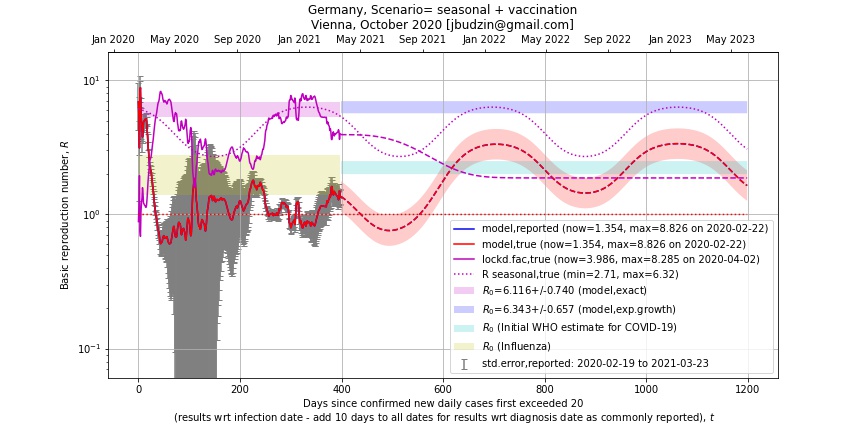 Germany, Scenario= seasonal + vaccination
Vienna, October 2020 [jbudzin@gmail.com]
Jan 2020 May 2020 Sep 2020 Jan 2021 May 2021 Sep 2021 Jan 2022 May 2022 Sep 2022 Jan 2023 May 2023
Basic reproduction number, R
10¹
10⁰
10⁻¹
model,reported (now=1.354, max=8.826 on 2020-02-22)
model,true (now=1.354, max=8.826 on 2020-02-22)
lockd.fac,true (now=3.986, max=8.285 on 2020-04-02)
R seasonal,true (min=2.71, max=6.32)
R₀=6.116+/-0.740 (model,exact)
R₀=6.343+/-0.657 (model,exp.growth)
R₀ (Initial WHO estimate for COVID-19)
R₀ (Influenza)
std.error,reported: 2020-02-19 to 2021-03-23
0 200 400 600 800 1000 1200
Days since confirmed new daily cases first exceeded 20
(results wrt infection date - add 10 days to all dates for results wrt diagnosis date as commonly reported), t